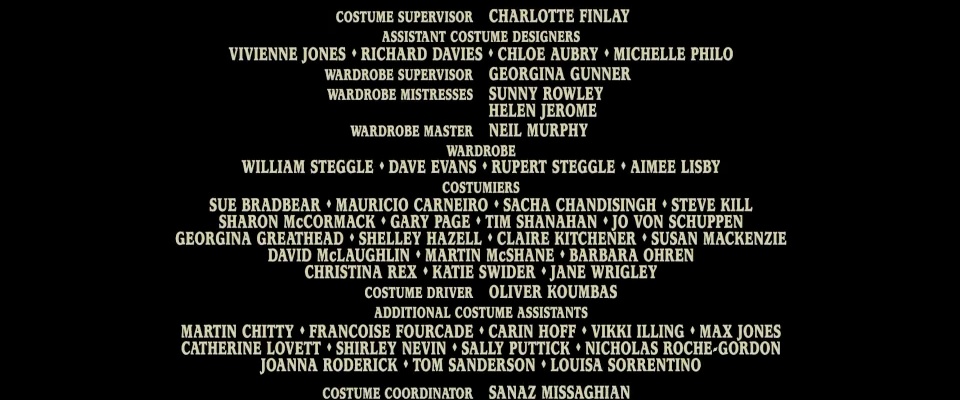 COSTUME SUPERVISOR CHARLOTTE FINLAY
ASSISTANT COSTUME DESIGNERS
VIVIENNE JONES ♦ RICHARD DAVIES ♦ CHLOE AUBRY ♦ MICHELLE PHILO
WARDROBE SUPERVISOR GEORGINA GUNNER
WARDROBE MISTRESSES SUNNY ROWLEY
HELEN JEROME
WARDROBE MASTER NEIL MURPHY
WARDROBE
WILLIAM STEGGLE ♦ DAVE EVANS ♦ RUPERT STEGGLE ♦ AIMEE LISBY
COSTUMIERS
SUE BRADBEAR ♦ MAURICIO CARNEIRO ♦ SACHA CHANDISINGH ♦ STEVE KILL
SHARON McCORMACK ♦ GARY PAGE ♦ TIM SHANAHAN ♦ JO VON SCHUPPEN
GEORGINA GREATHEAD ♦ SHELLEY HAZELL ♦ CLAIRE KITCHENER ♦ SUSAN MACKENZIE
DAVID McLAUGHLIN ♦ MARTIN McSHANE ♦ BARBARA OHREN
CHRISTINA REX ♦ KATIE SWIDER ♦ JANE WRIGLEY
COSTUME DRIVER OLIVER KOUMBAS
ADDITIONAL COSTUME ASSISTANTS
MARTIN CHITTY ♦ FRANCOISE FOURCADE ♦ CARIN HOFF ♦ VIKKI ILLING ♦ MAX JONES
CATHERINE LOVETT ♦ SHIRLEY NEVIN ♦ SALLY PUTTICK ♦ NICHOLAS ROCHE-GORDON
JOANNA RODERICK ♦ TOM SANDERSON ♦ LOUISA SORRENTINO
COSTUME COORDINATOR SANAZ MISSAGHIAN